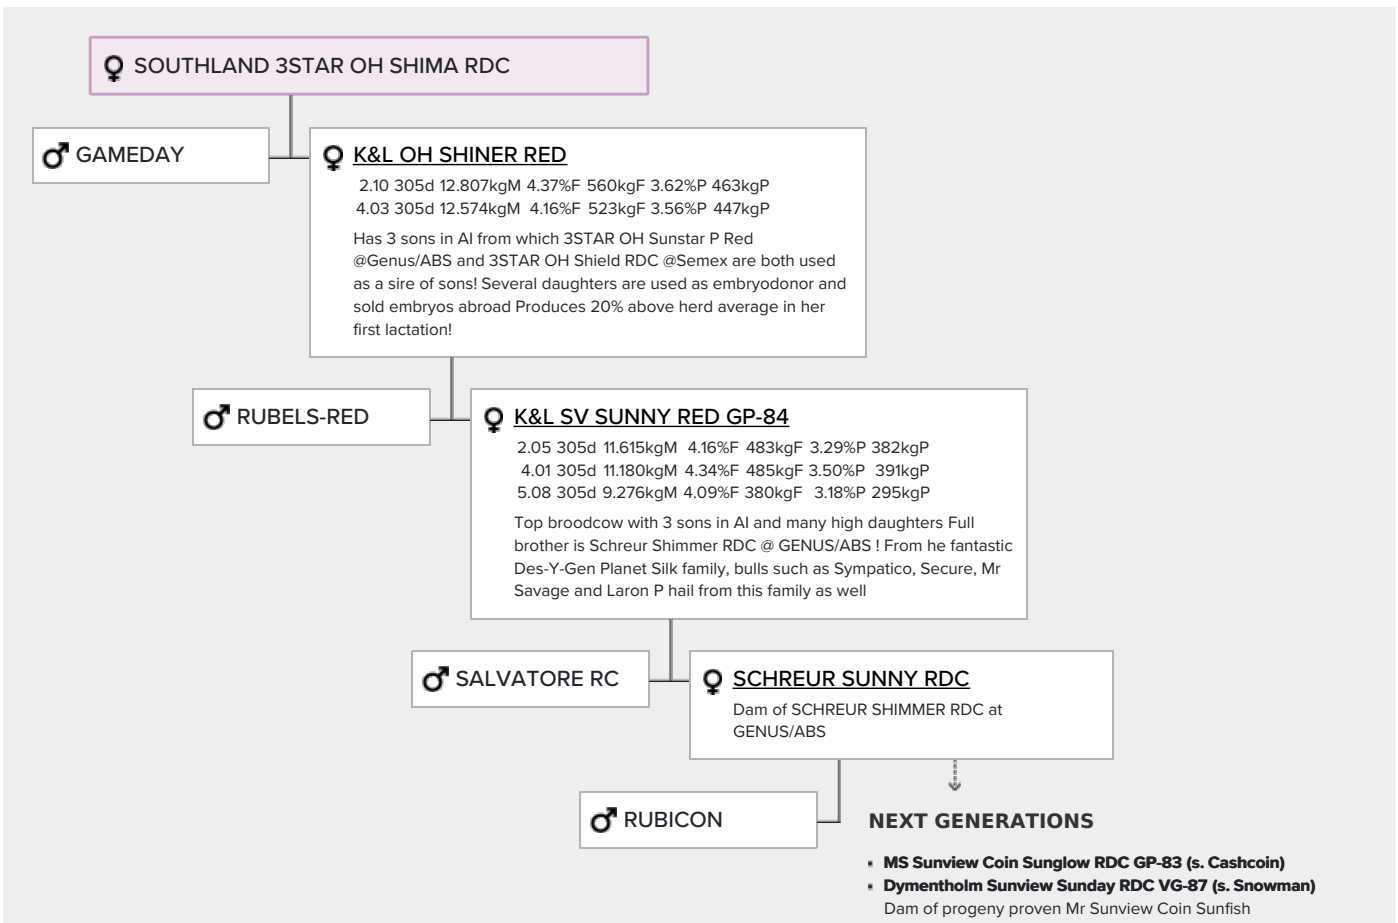 SOUTHLAND 3STAR OH SHIMA RDC
GAMEDAY
K&L OH SHINER RED
2.10 305d 12.807kgM 4.37%F 560kgF 3.62%P 463kgP
4.03 305d 12.574kgM 4.16%F 523kgF 3.56%P 447kgP
Has 3 sons in AI from which 3STAR OH Sunstar P Red
@Genus/ABS and 3STAR OH Shield RDC @Semex are both used
as a sire of sons! Several daughters are used as embryodonor and
sold embryos abroad Produces 20% above herd average in her
first lactation!
RUBELS-RED
K&L SV SUNNY RED GP-84
2.05 305d 11.615kgM 4.16%F 483kgF 3.29%P 382kgP
4.01 305d 11.180kgM 4.34%F 485kgF 3.50%P 391kgP
5.08 305d 9.276kgM 4.09%F 380kgF 3.18%P 295kgP
Top broodcow with 3 sons in AI and many high daughters Full
brother is Schreur Shimmer RDC @ GENUS/ABS ! From he fantastic
Des-Y-Gen Planet Silk family, bulls such as Sympatico, Secure, Mr
Savage and Laron P hail from this family as well
SALVATORE RC
SCHREUR SUNNY RDC
Dam of SCHREUR SHIMMER RDC at
GENUS/ABS
RUBICON
NEXT GENERATIONS
• MS Sunview Coin Sunglow RDC GP-83 (s. Cashcoin)
• Dymentholm Sunview Sunday RDC VG-87 (s. Snowman)
Dam of progeny proven Mr Sunview Coin Sunfish